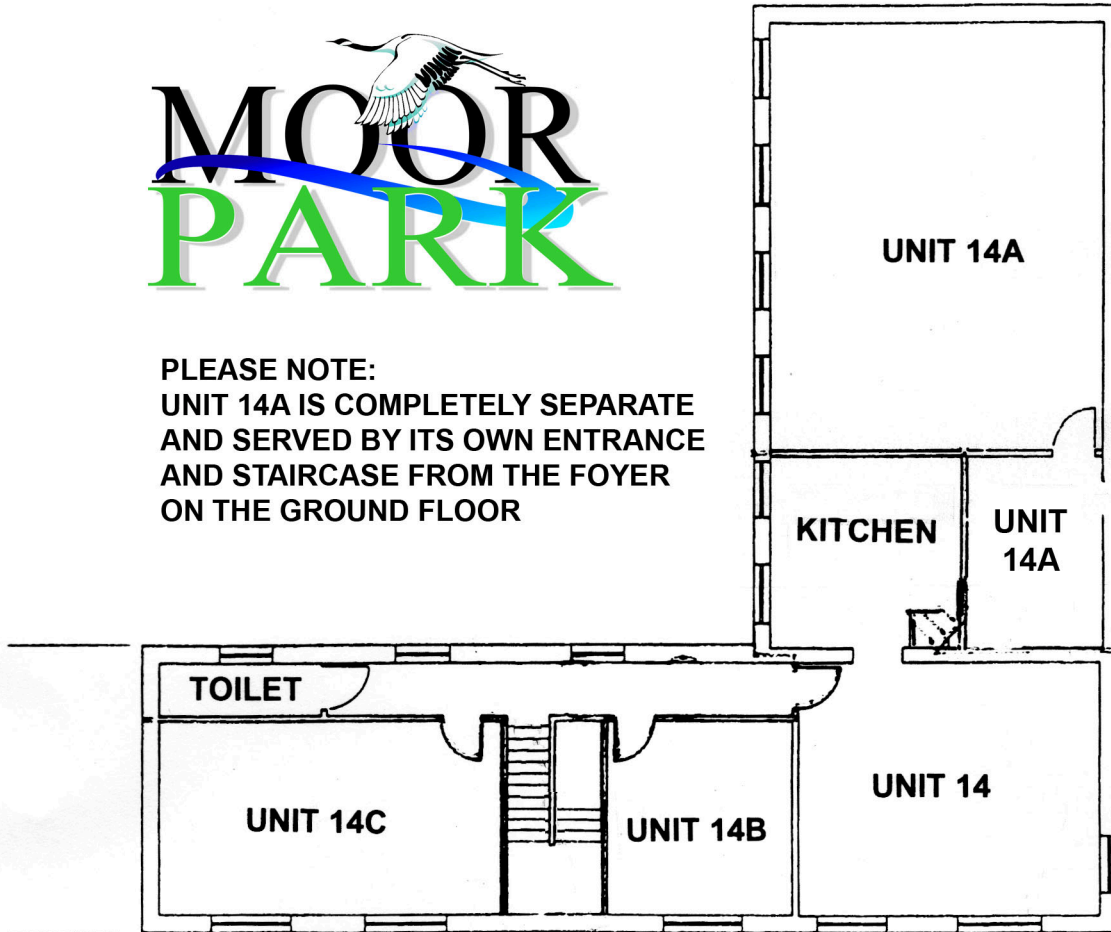 MOOR
PARK
PLEASE NOTE:
UNIT 14A IS COMPLETELY SEPARATE
AND SERVED BY ITS OWN ENTRANCE
AND STAIRCASE FROM THE FOYER
ON THE GROUND FLOOR
UNIT 14A
KITCHEN
UNIT
14A
TOILET
UNIT 14C
UNIT 14B
UNIT 14